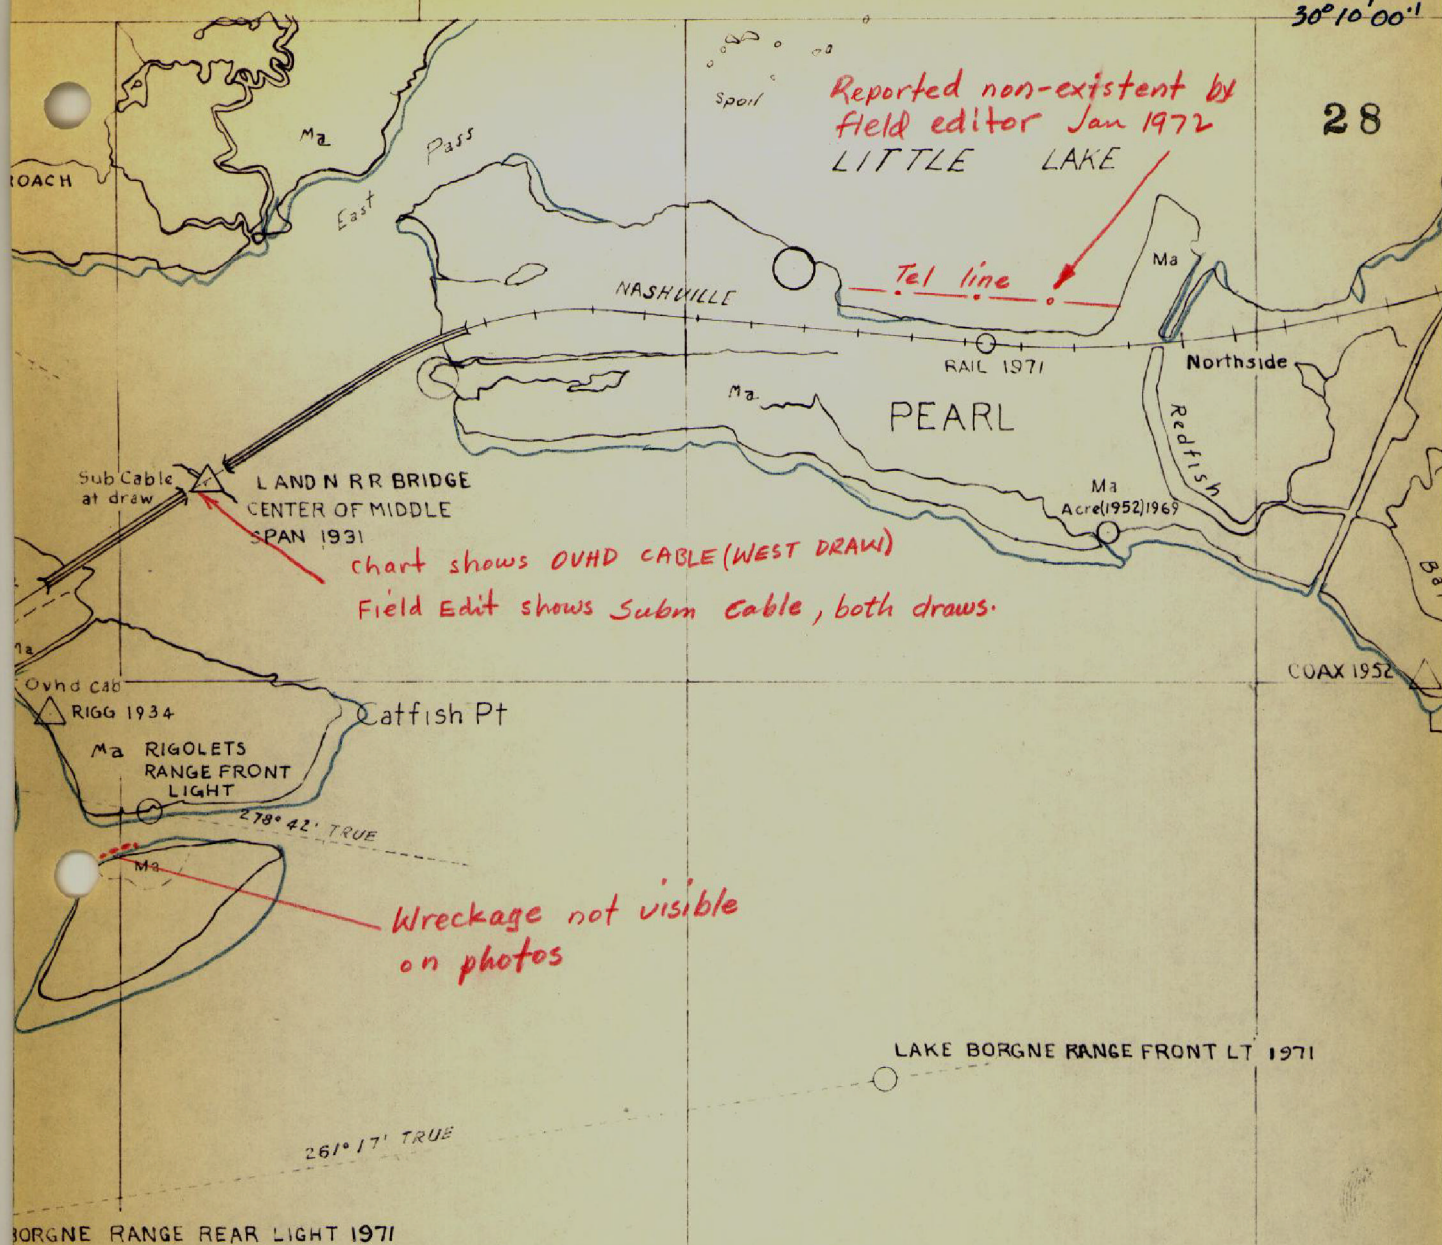 30° 10' 00"
28
Reported non-existent by
field editor Jan 1972
LITTLE LAKE
Spoil
Ma
East Pass
OACH
Ma
Tel line
NASHVILLE
RAIL 1971
Northside
Ma
PEARL
Redfish
Sub Cable
at draw
L AND N R R BRIDGE
CENTER OF MIDDLE
SPAN 1931
Ma
Acre(1952)1969
chart shows OVHD CABLE (WEST DRAW)
Field Edit shows Subm Cable, both draws.
COAX 1952
Ovhd Cab
RIGG 1934
Catfish Pt
Ma
RIGOLETS
RANGE FRONT
LIGHT
278° 42' TRUE
Ma
Wreckage not visible
on photos
LAKE BORGNE RANGE FRONT LT 1971
261° 17' TRUE
BORGNE RANGE REAR LIGHT 1971